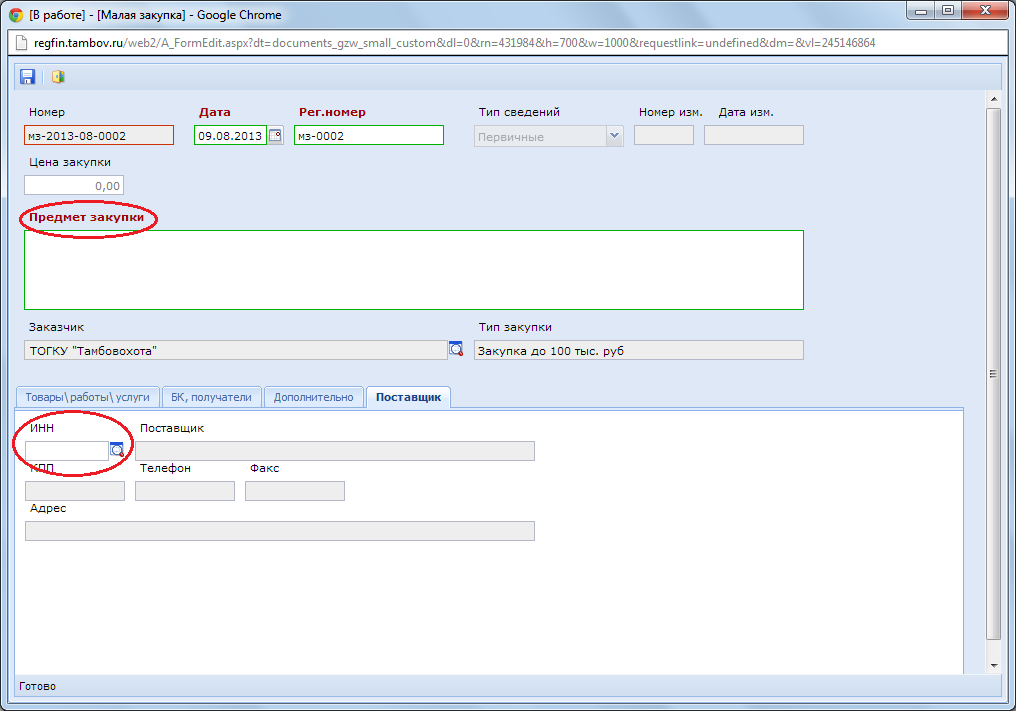 [В работе] - [Малая закупка] - Google Chrome
regfin.tambov.ru/web2/A_FormEdit.aspx?dt=documents_gzw_small_custom&dl=0&rn=431984&h=700&w=1000&requestlink=undefined&dm=&vl=245146864
Номер Дата Рег.номер Тип сведений Номер изм. Дата изм.
мз-2013-08-0002 09.08.2013 мз-0002 Первичные
Цена закупки
0,00
Предмет закупки
Заказчик Тип закупки
ТОГКУ "Тамбовохота" Закупка до 100 тыс. руб
Товары\работы\услуги БК, получатели Дополнительно Поставщик
ИНН Поставщик
КПП Телефон Факс
Адрес
Готово